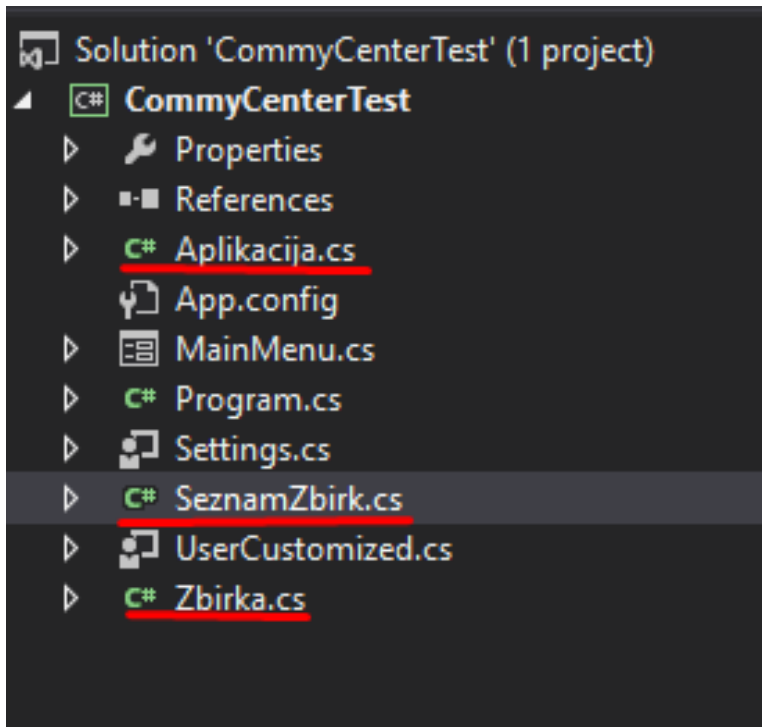 Solution 'CommyCenterTest' (1 project)
C# CommyCenterTest
Properties
References
C# Aplikacija.cs
App.config
MainMenu.cs
C# Program.cs
Settings.cs
C# SeznamZbirk.cs
UserCustomized.cs
C# Zbirka.cs